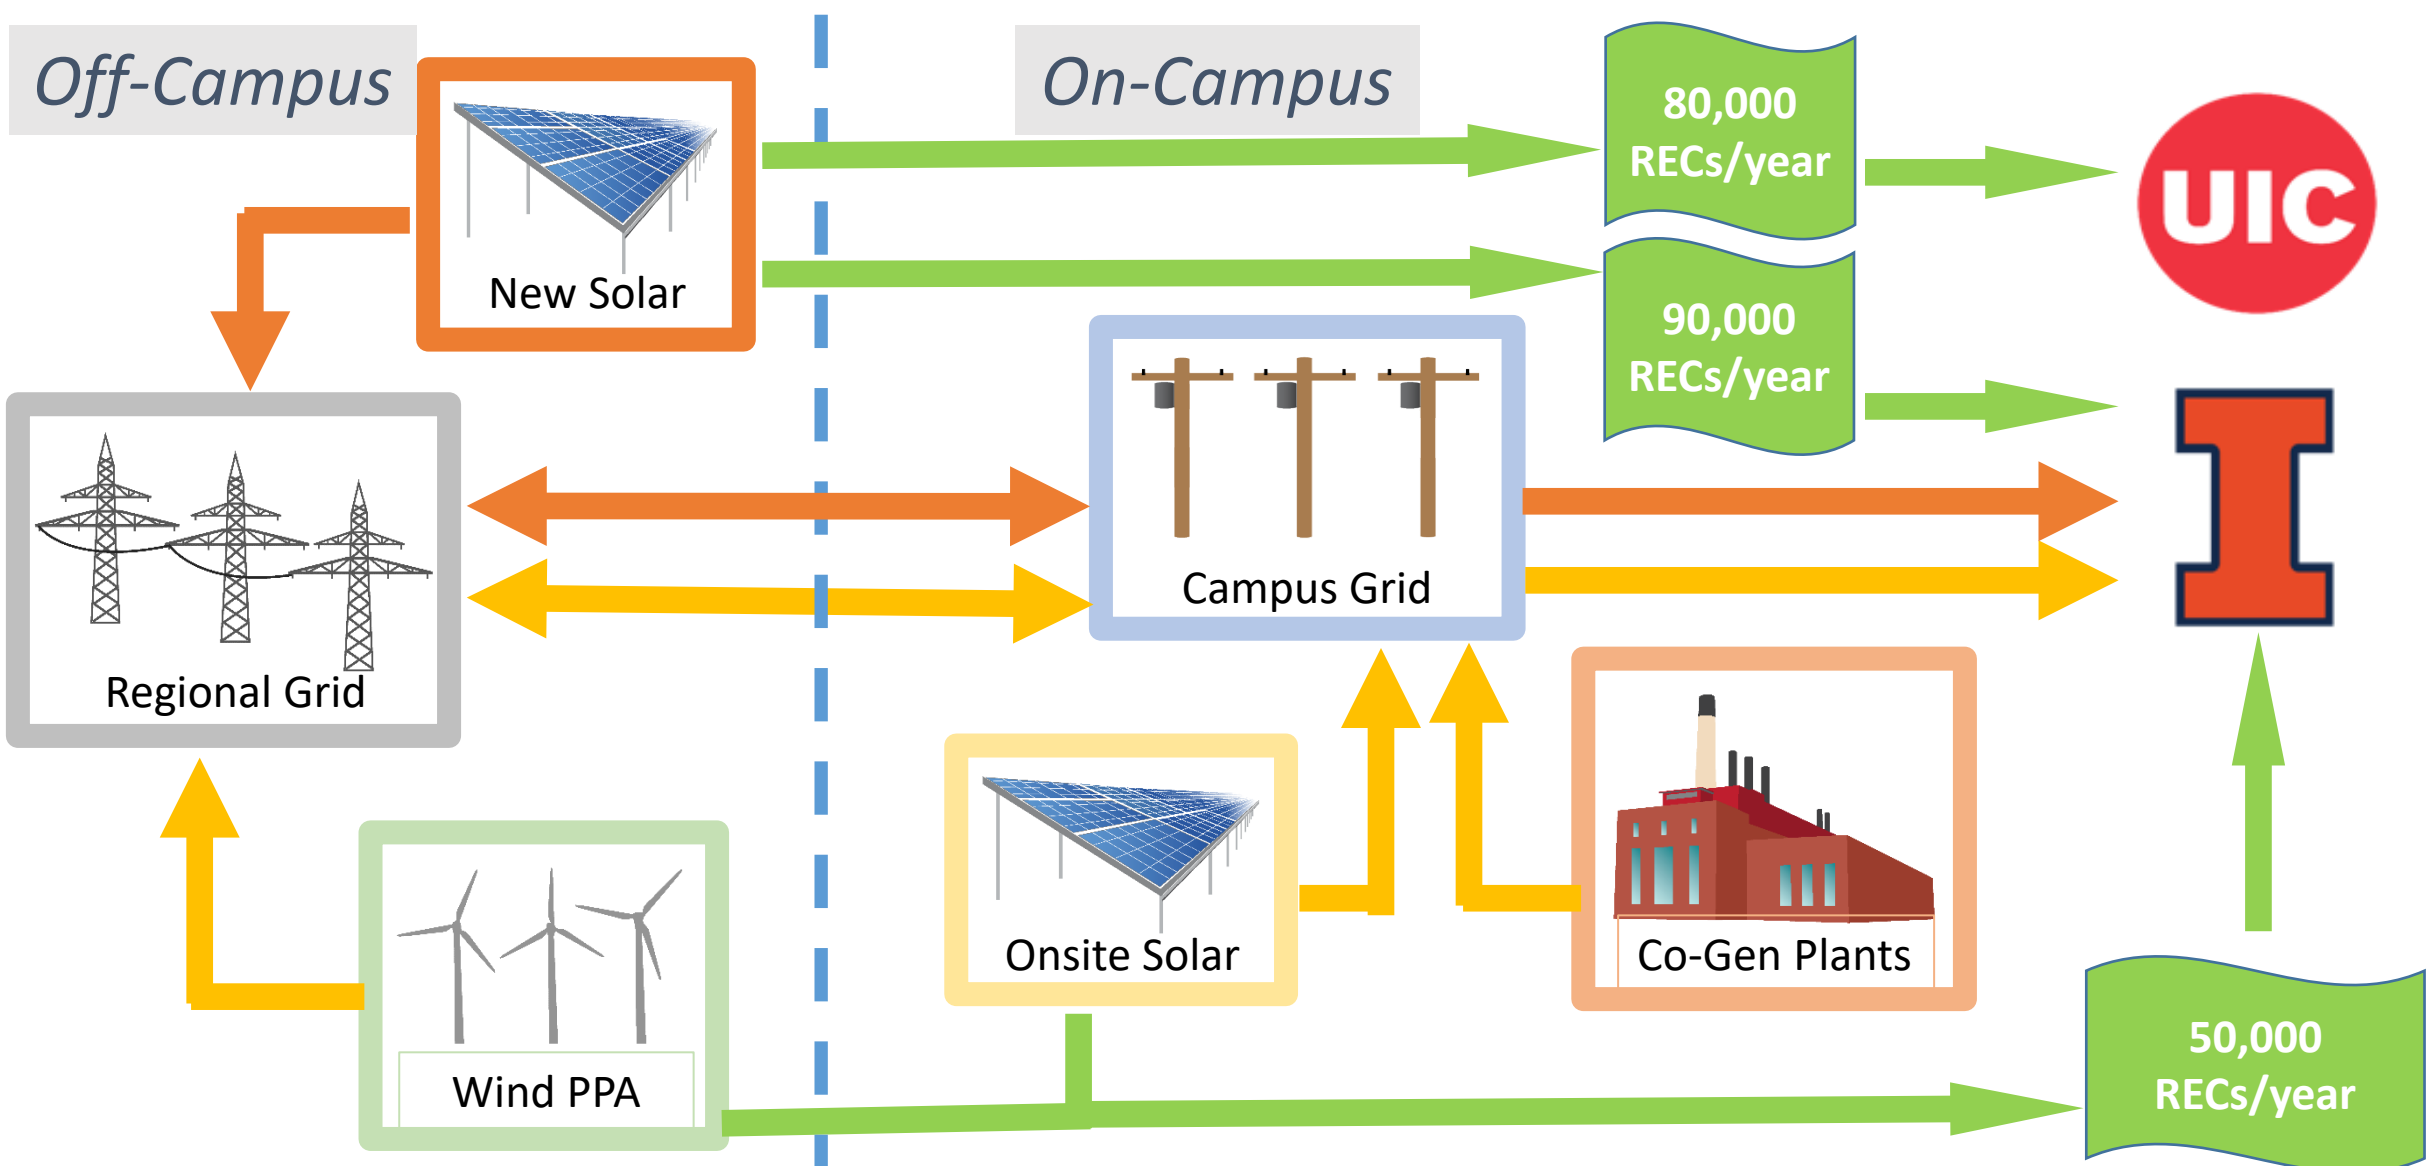 Off-Campus
On-Campus
80,000
RECs/year
UIC
New Solar
90,000
RECs/year
Campus Grid
Regional Grid
Onsite Solar
Co-Gen Plants
Wind PPA
50,000
RECs/year